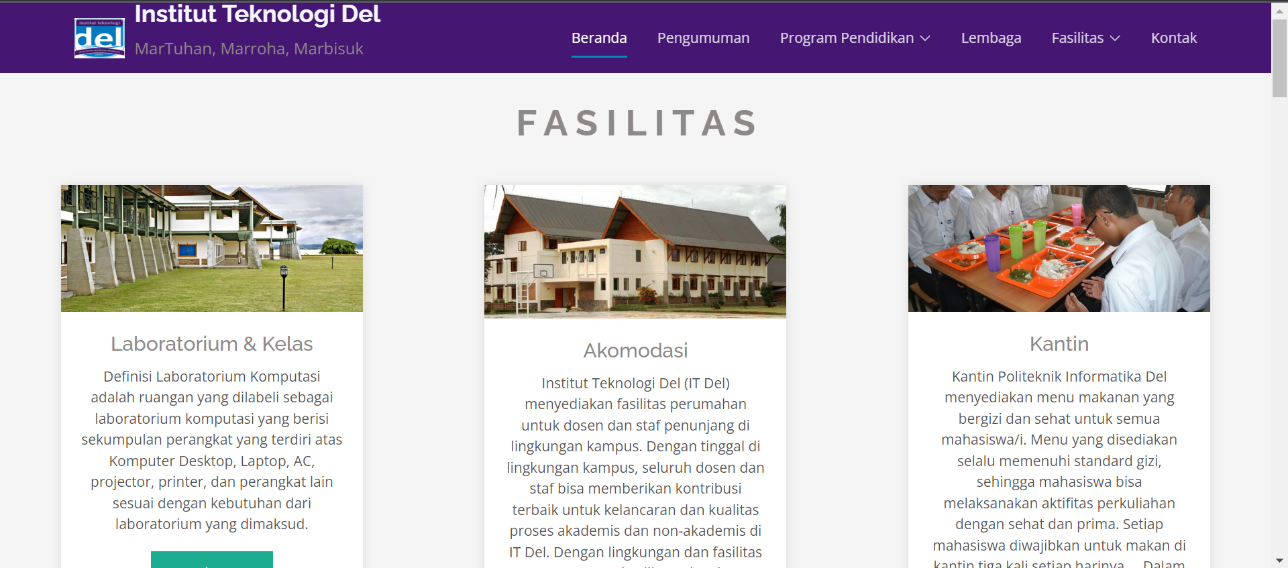 Institut Teknologi Del
MarTuhan, Marroha, Marbisuk
del
Beranda
Pengumuman
Program Pendidikan
Lembaga
Fasilitas
Kontak
FASILITAS
Laboratorium & Kelas
Definisi Laboratorium Komputasi
adalah ruangan yang dilabeli sebagai
laboratorium komputasi yang berisi
sekumpulan perangkat yang terdiri atas
Komputer Desktop, Laptop, AC,
projector, printer, dan perangkat lain
sesuai dengan kebutuhan dari
laboratorium yang dimaksud.
Akomodasi
Institut Teknologi Del (IT Del)
menyediakan fasilitas perumahan
untuk dosen dan staf penunjang di
lingkungan kampus. Dengan tinggal di
lingkungan kampus, seluruh dosen dan
staf bisa memberikan kontribusi
terbaik untuk kelancaran dan kualitas
proses akademis dan non-akademis di
IT Del. Dengan lingkungan dan fasilitas
Kantin
Kantin Politeknik Informatika Del
menyediakan menu makanan yang
bergizi dan sehat untuk semua
mahasiswa/i. Menu yang disediakan
selalu memenuhi standard gizi,
sehingga mahasiswa bisa
melaksanakan aktifitas perkuliahan
dengan sehat dan prima. Setiap
mahasiswa diwajibkan untuk makan di
kantin tiga kali setiap harinya.... Dalam